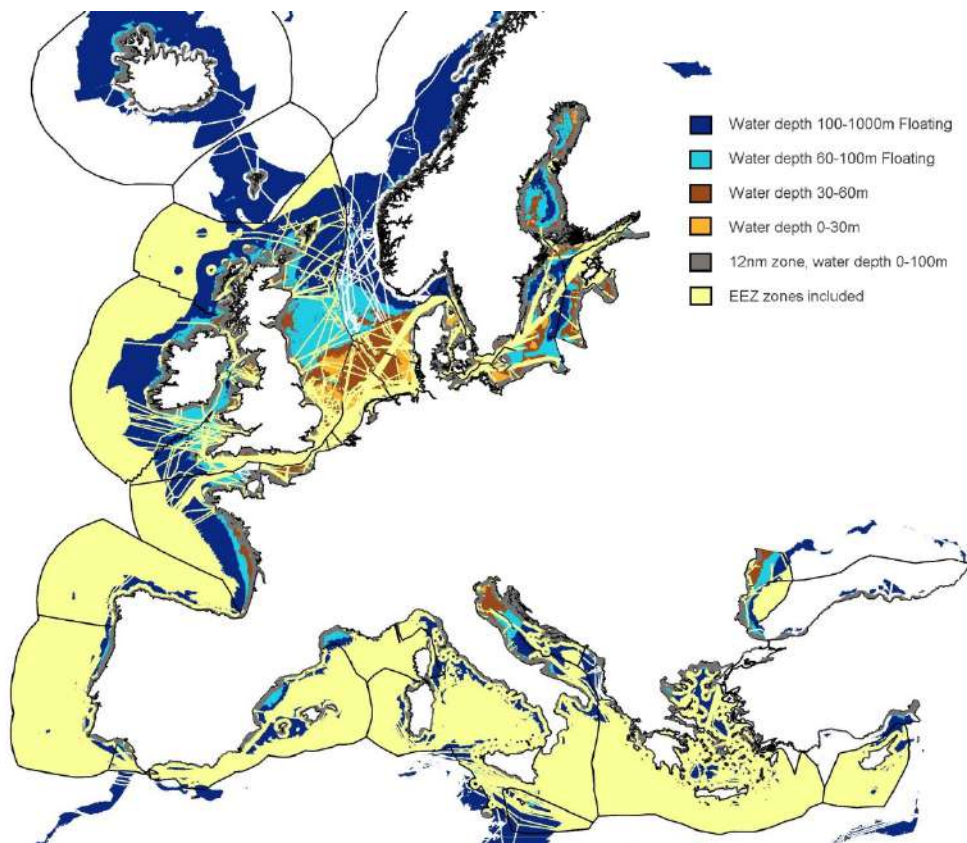 Water depth 100-1000m Floating
Water depth 60-100m Floating
Water depth 30-60m
Water depth 0-30m
12nm zone, water depth 0-100m
EEZ zones included